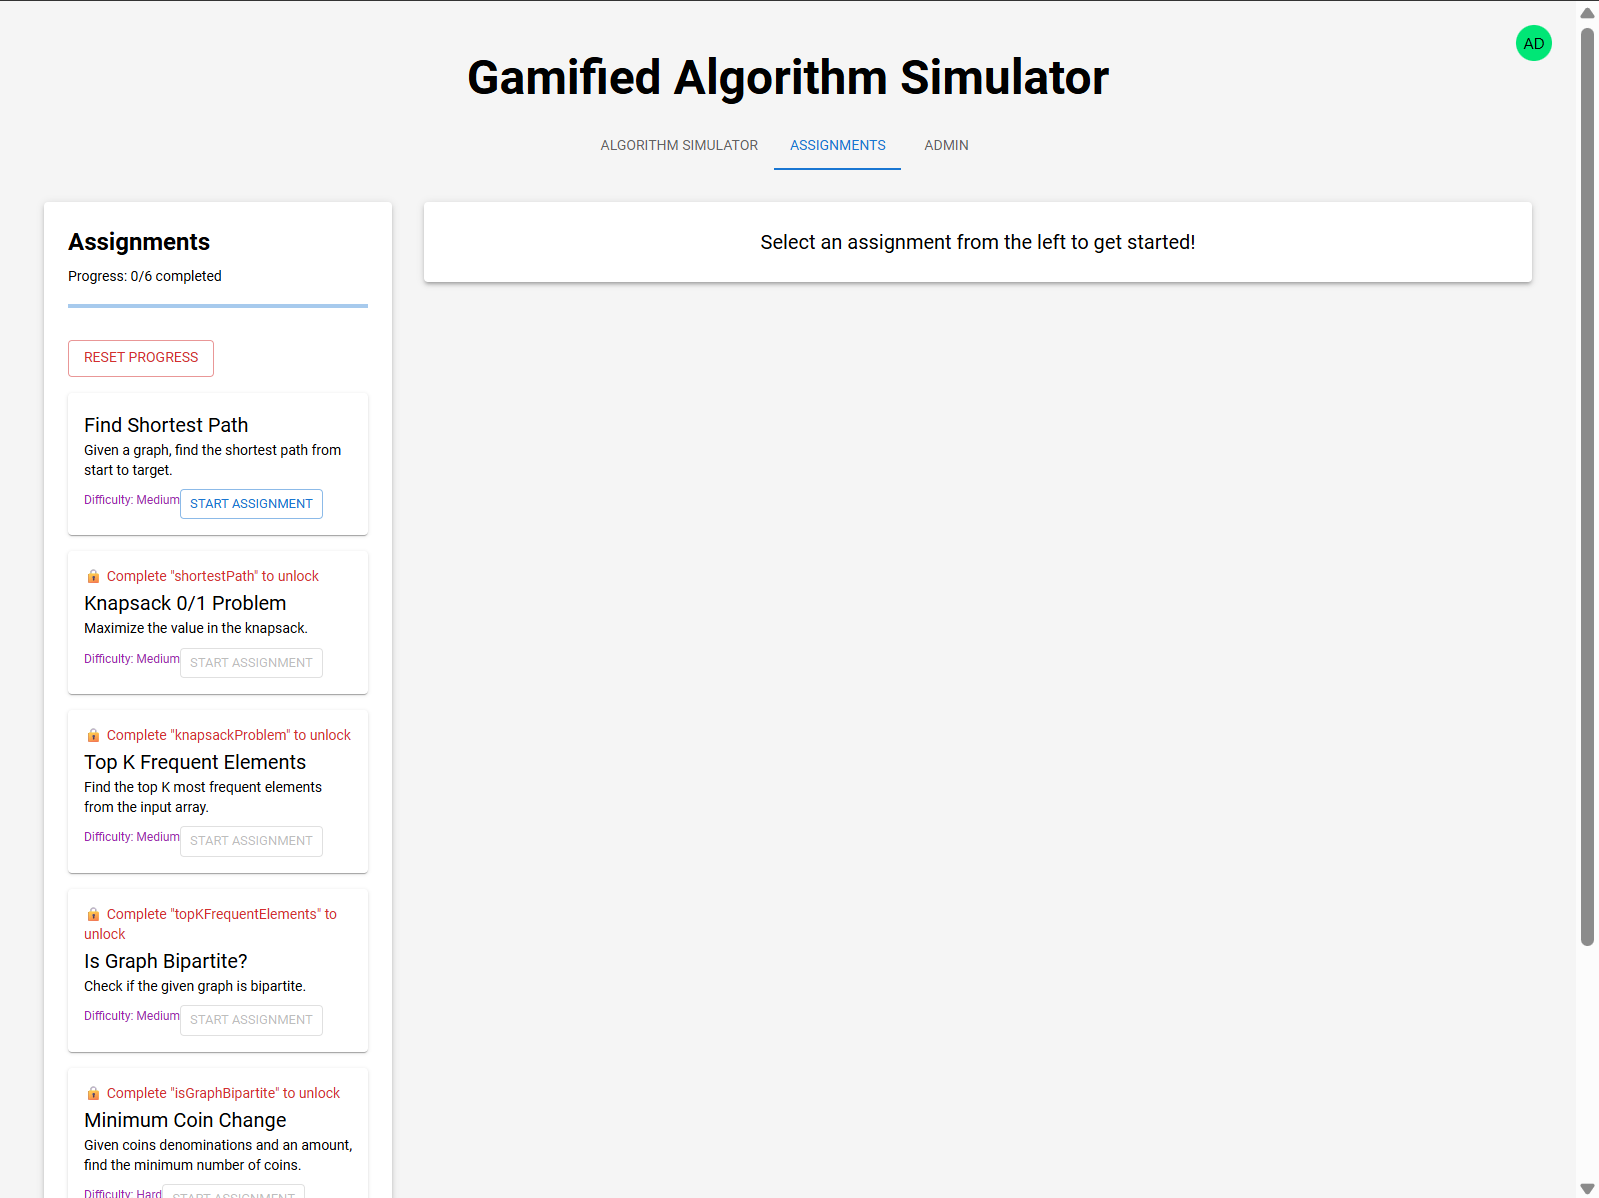 AD
Gamified Algorithm Simulator
ALGORITHM SIMULATOR ASSIGNMENTS ADMIN
Assignments
Progress: 0/6 completed
RESET PROGRESS
Find Shortest Path
Given a graph, find the shortest path from
start to target.
Difficulty: Medium START ASSIGNMENT
Complete "shortestPath" to unlock
Knapsack 0/1 Problem
Maximize the value in the knapsack.
Difficulty: Medium START ASSIGNMENT
Complete "knapsackProblem" to unlock
Top K Frequent Elements
Find the top K most frequent elements
from the input array.
Difficulty: Medium START ASSIGNMENT
Complete "topKFrequentElements" to
unlock
Is Graph Bipartite?
Check if the given graph is bipartite.
Difficulty: Medium START ASSIGNMENT
Complete "isGraphBipartite" to unlock
Minimum Coin Change
Given coins denominations and an amount,
find the minimum number of coins.
Difficulty: Hard START ASSIGNMENT
Select an assignment from the left to get started!